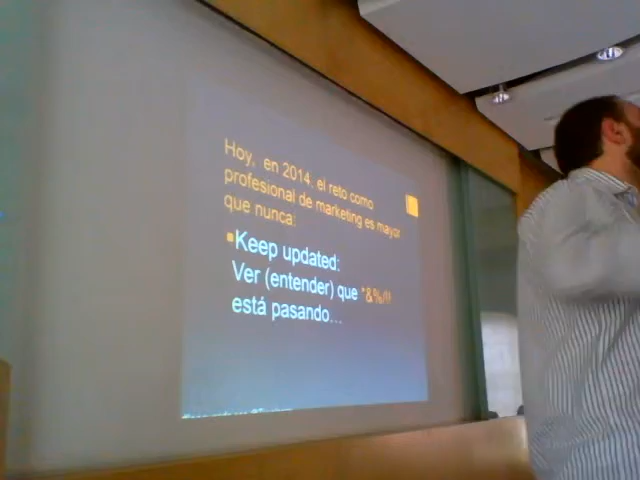 Hoy, en 2014, el reto como
profesional de marketing es mayor
que nunca:
▪Keep updated:
Ver (entender) que *&%/!!
está pasando...